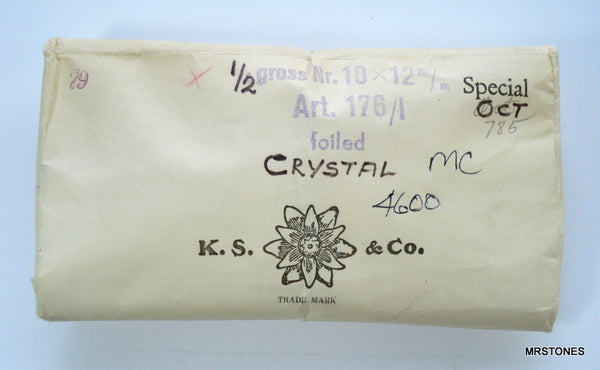 29 X 1/2 gross Nr. 10×12 m/m Special
Art. 176/I OCT
foiled 785
CRYSTAL MC
4600
K. S. & Co.
TRADE MARK
MRSTONES